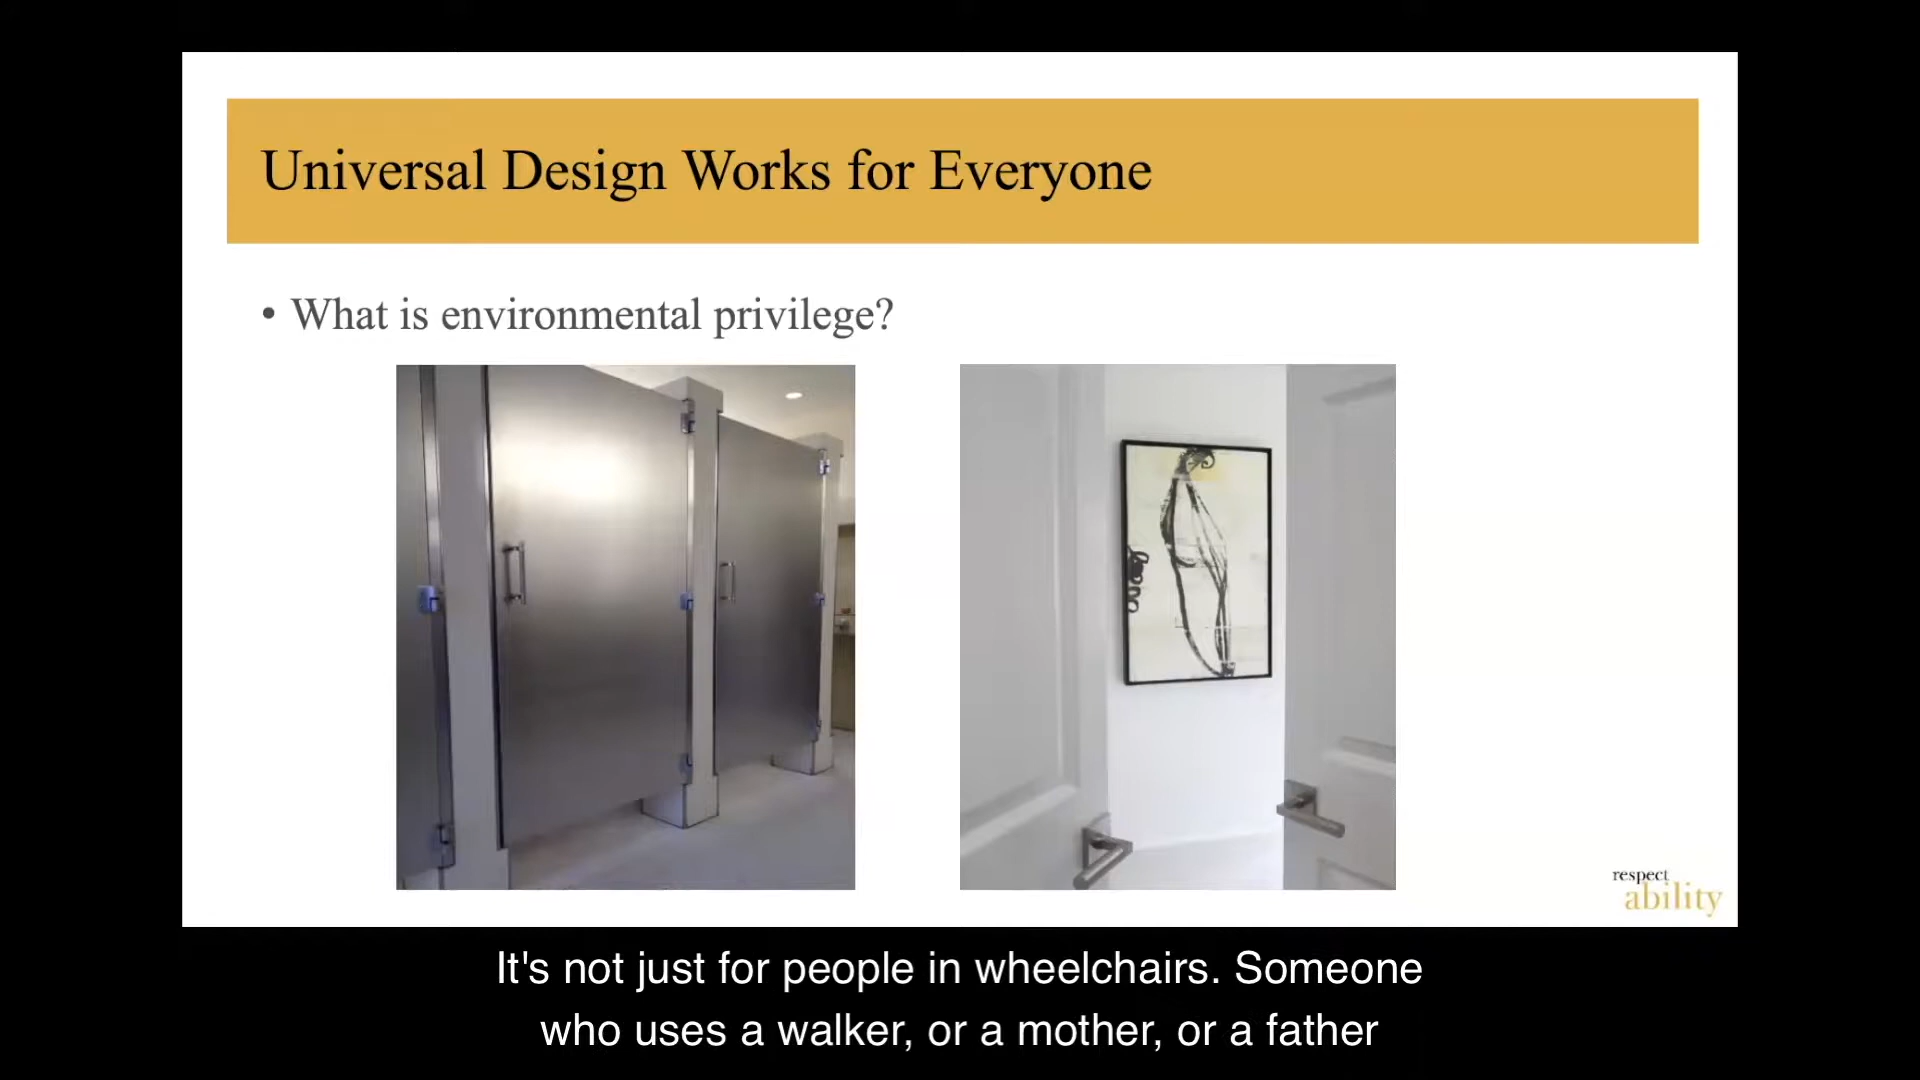 Universal Design Works for Everyone
• What is environmental privilege?
respect
ability
It's not just for people in wheelchairs. Someone
who uses a walker, or a mother, or a father